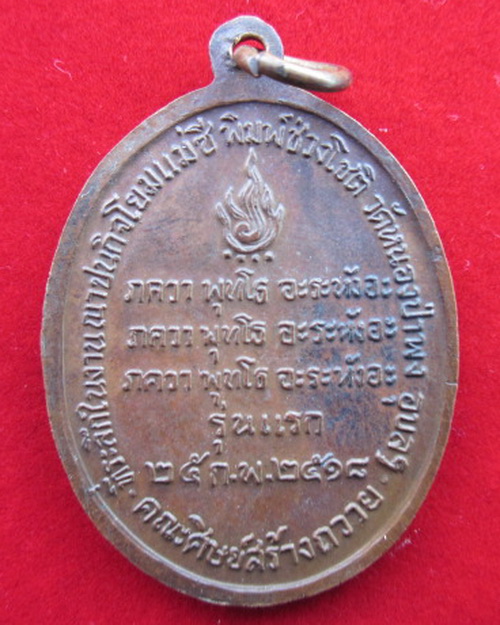 ที่ระลึกในงานฌาปนกิจโยมแม่ชี พิมพ์ช่วงโชติ วัดหนองป่าพง อุบลฯ
ภควา พุทโธ อะระหังอะ
ภควา พุทโธ อะระหังอะ
ภควา พุทโธ อะระหังอะ
รุ่นแรก
๒๕ ก.พ.๒๕๑๘
คณะศิษย์สร้างถวาย